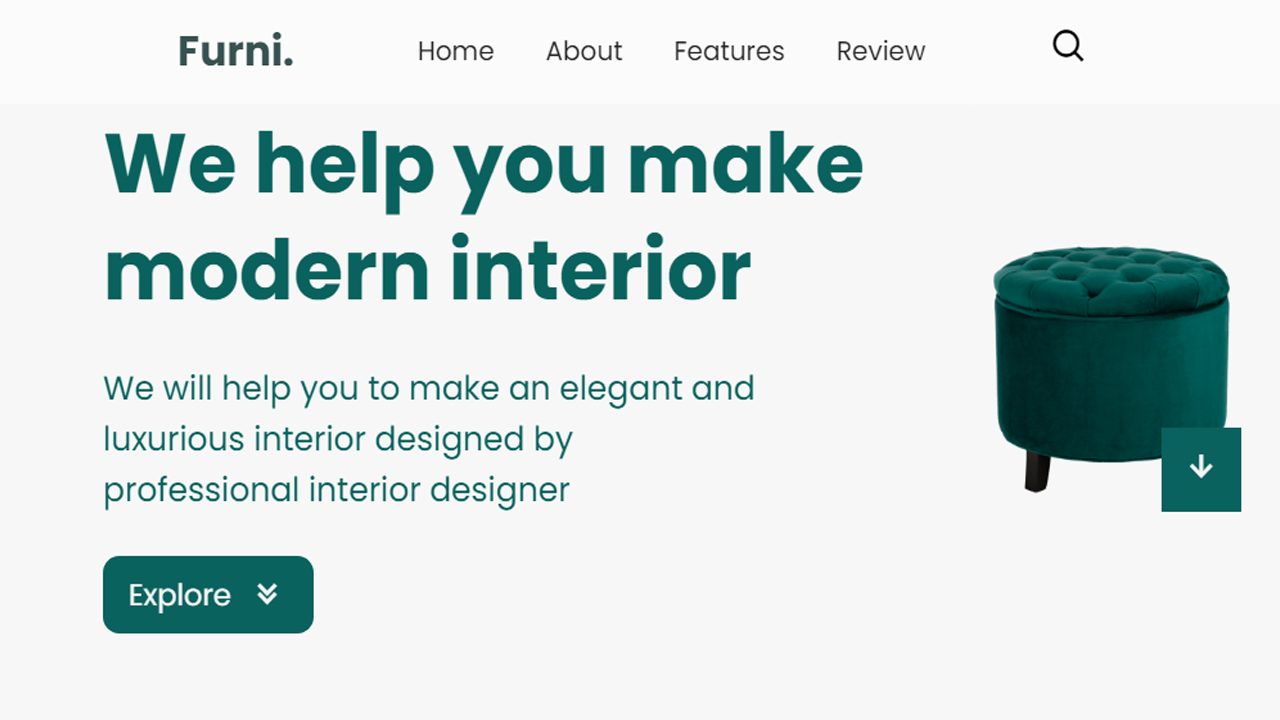 Furni.
Home About Features Review
We help you make
modern interior
We will help you to make an elegant and
luxurious interior designed by
professional interior designer
Explore